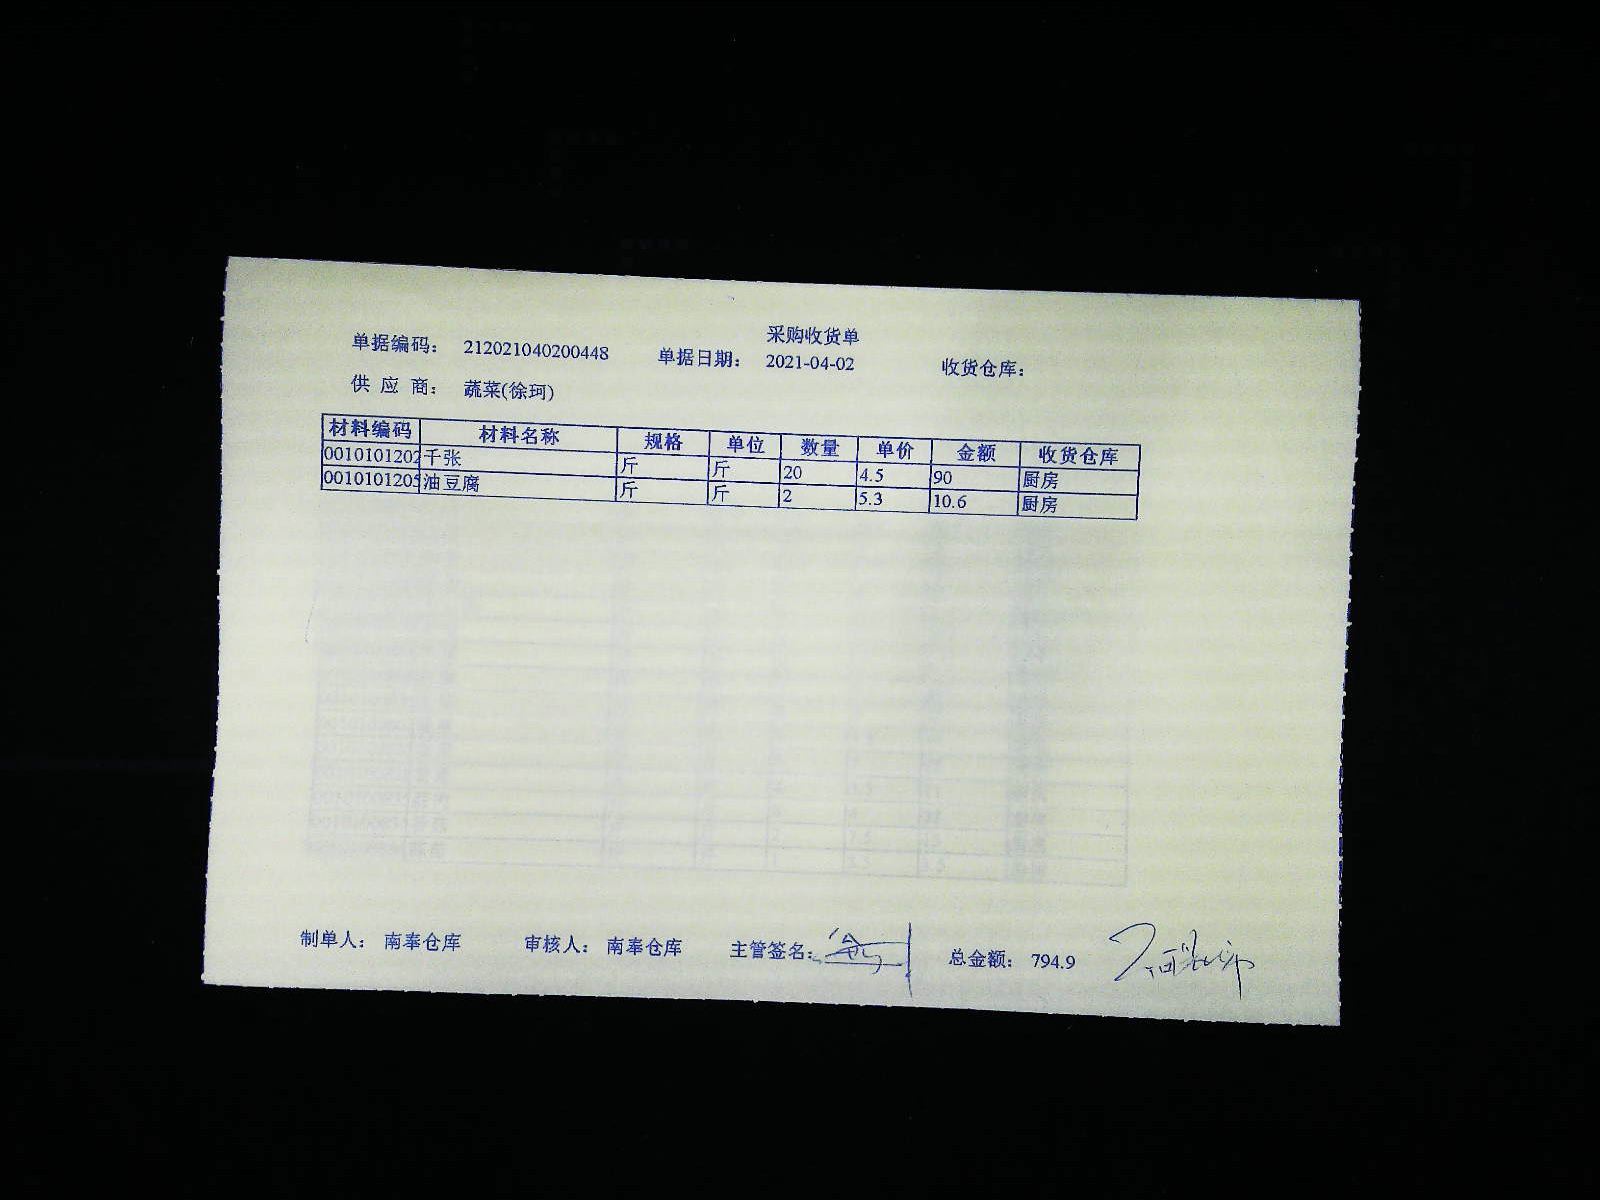 采购收货单
单据编码： 212021040200448 单据日期： 2021-04-02 收货仓库：
供 应 商： 蔬菜(徐珂)
材料编码 材料名称 规格 单位 数量 单价 金额 收货仓库
0010101202 千张 斤 斤 20 4.5 90 厨房
0010101205 油豆腐 斤 斤 2 5.3 10.6 厨房
制单人： 南奉仓库 审核人： 南奉仓库 主管签名： 总金额： 794.9